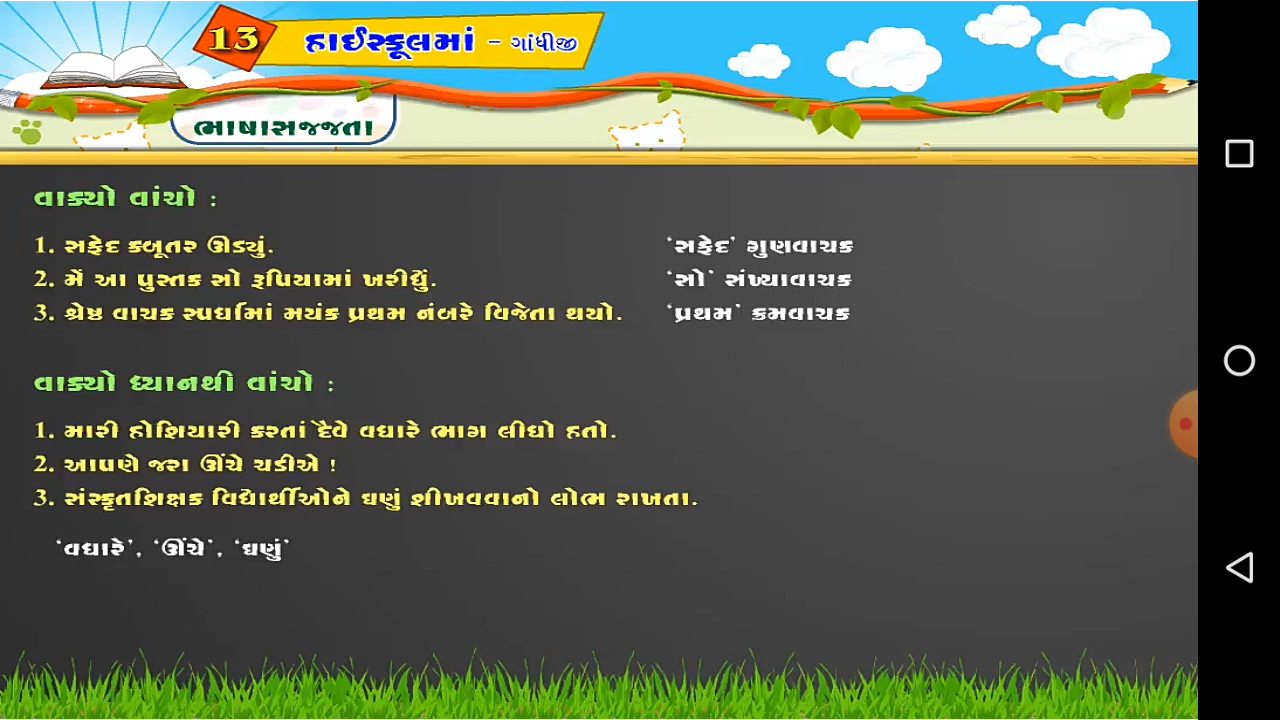 13 હાઈસ્કૂલમાં - ગાંધીજી
ભાષાસજ્જતા
વાક્યો વાંચો :
1. સફેદ કબૂતર ઊડ્યું. 'સફેદ' ગુણવાચક
2. મેં આ પુસ્તક સો રૂપિયામાં ખરીદ્યું. 'સો' સંખ્યાવાચક
3. શ્રેષ્ઠ વાચક સ્પર્ધામાં મયંક પ્રથમ નંબરે વિજેતા થયો. 'પ્રથમ' ક્રમવાચક
વાક્યો ધ્યાનથી વાંચો :
1. મારી હોશિયારી કરતાં દૈવે વધારે ભાગ લીધો હતો.
2. આપણે જરા ઊંચે ચડીએ !
3. સંસ્કૃતશિક્ષક વિદ્યાર્થીઓને ઘણું શીખવવાનો લોભ રાખતા.
'વધારે', 'ઊંચે', 'ઘણું'